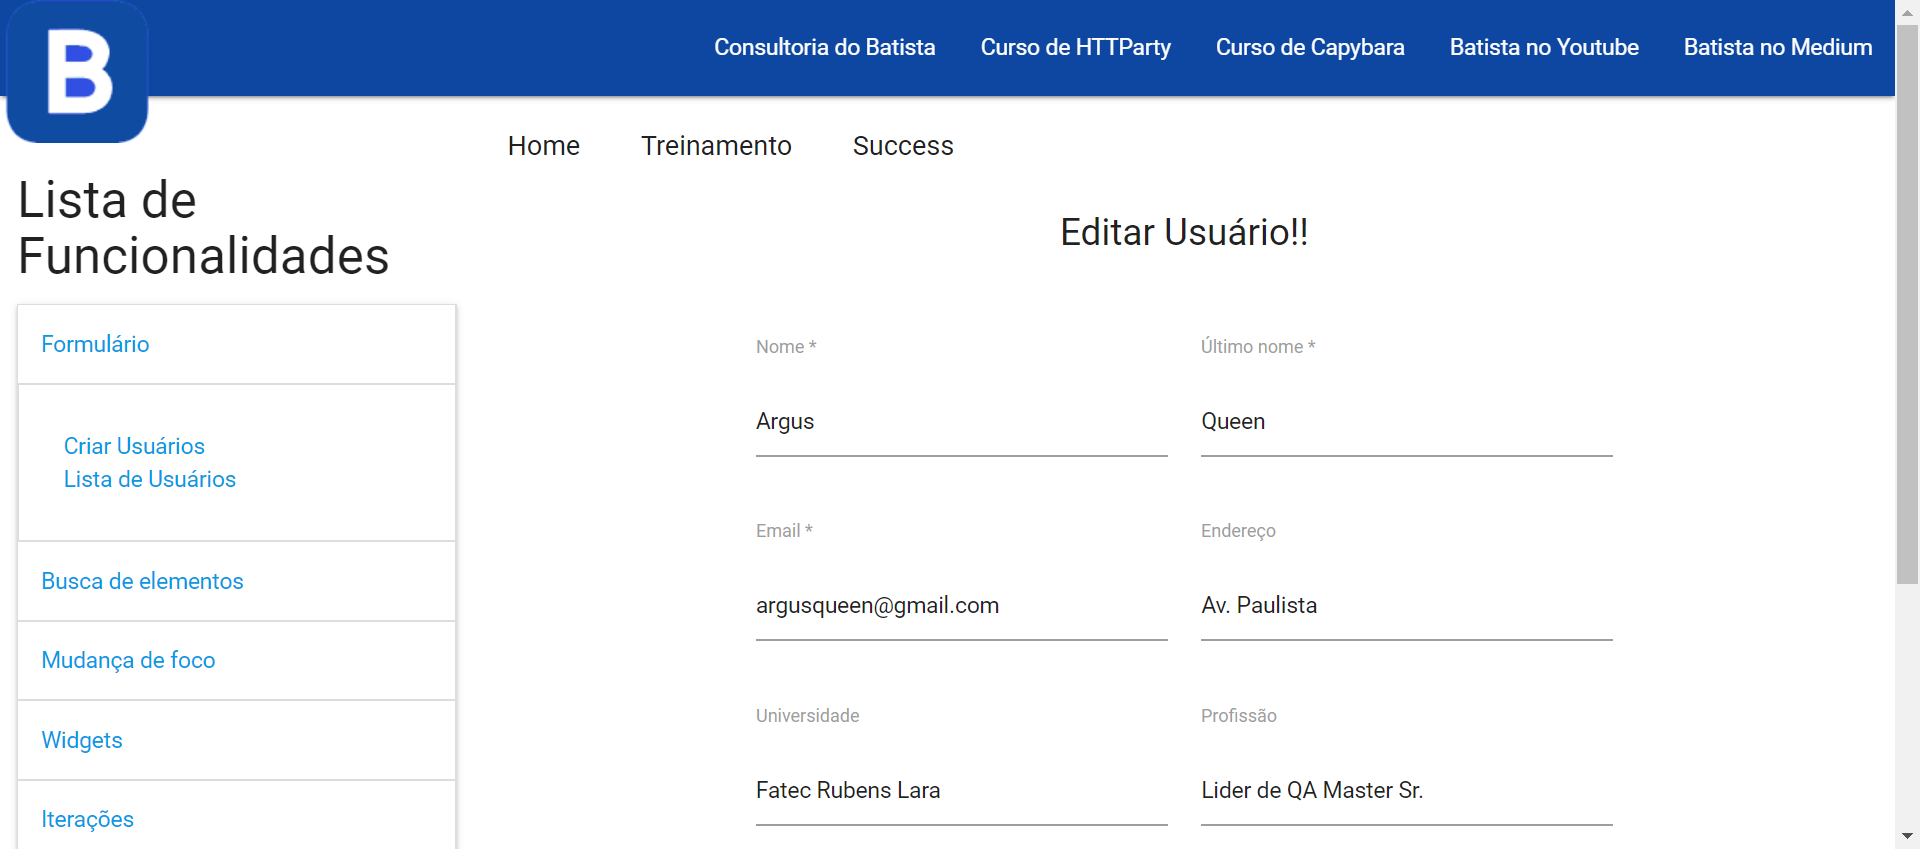 B
Consultoria do Batista Curso de HTTParty Curso de Capybara Batista no Youtube Batista no Medium
Home Treinamento Success
Lista de
Funcionalidades
Formulário
Criar Usuários
Lista de Usuários
Busca de elementos
Mudança de foco
Widgets
Iterações
Editar Usuário!!
Nome * Último nome *
Argus Queen
Email * Endereço
argusqueen@gmail.com Av. Paulista
Universidade Profissão
Fatec Rubens Lara Lider de QA Master Sr.